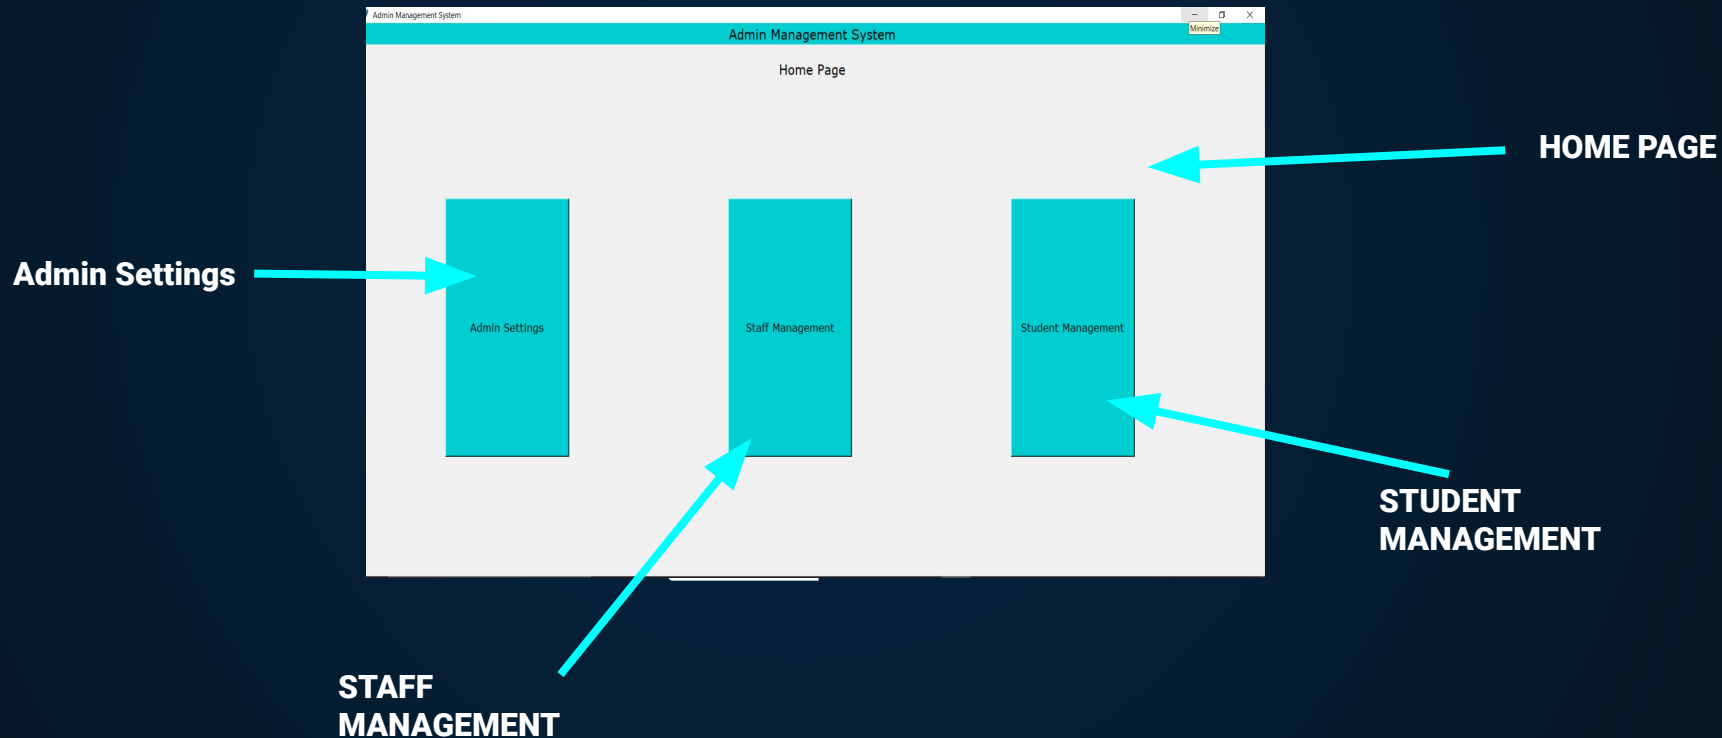 Admin Management System
Minimize
Admin Management System
Home Page
HOME PAGE
Admin Settings
Admin Settings
Staff Management
Student Management
STUDENT
MANAGEMENT
STAFF
MANAGEMENT